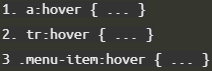 1. a:hover { ... }
2. tr:hover { ... }
3 .menu-item:hover { ... }